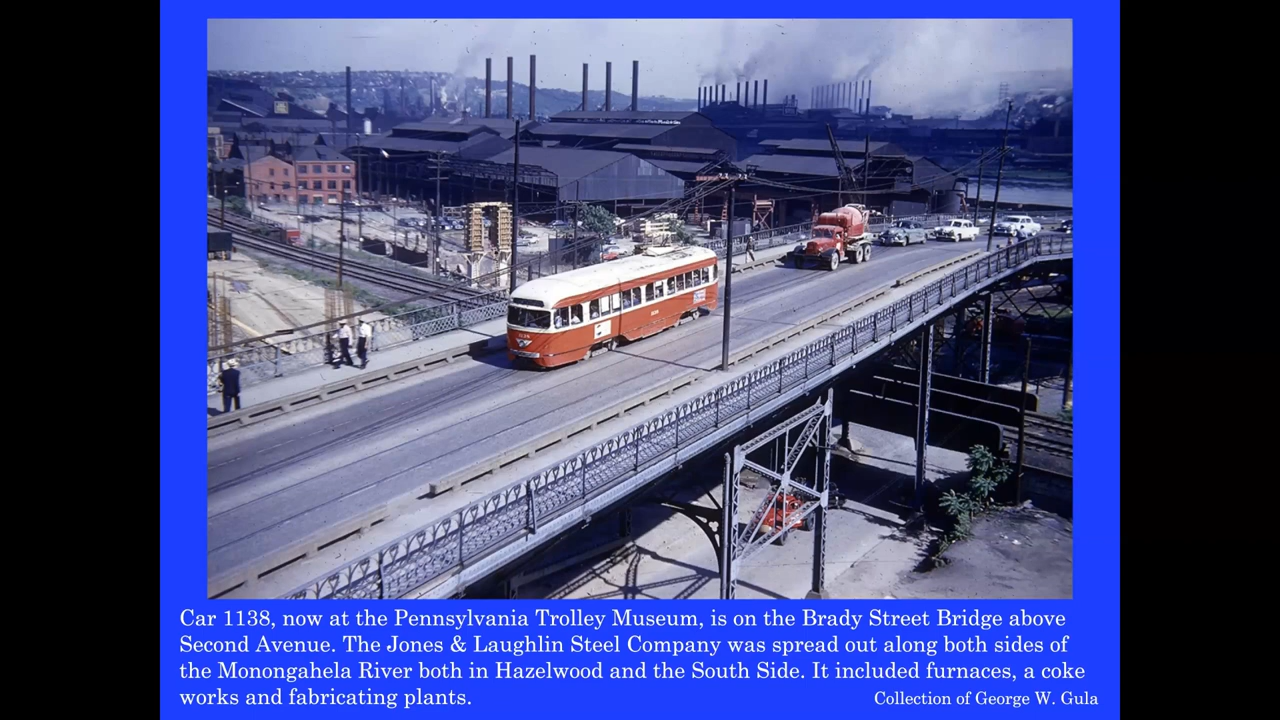 Car 1138, now at the Pennsylvania Trolley Museum, is on the Brady Street Bridge above
Second Avenue. The Jones & Laughlin Steel Company was spread out along both sides of
the Monongahela River both in Hazelwood and the South Side. It included furnaces, a coke
works and fabricating plants.
Collection of George W. Gula